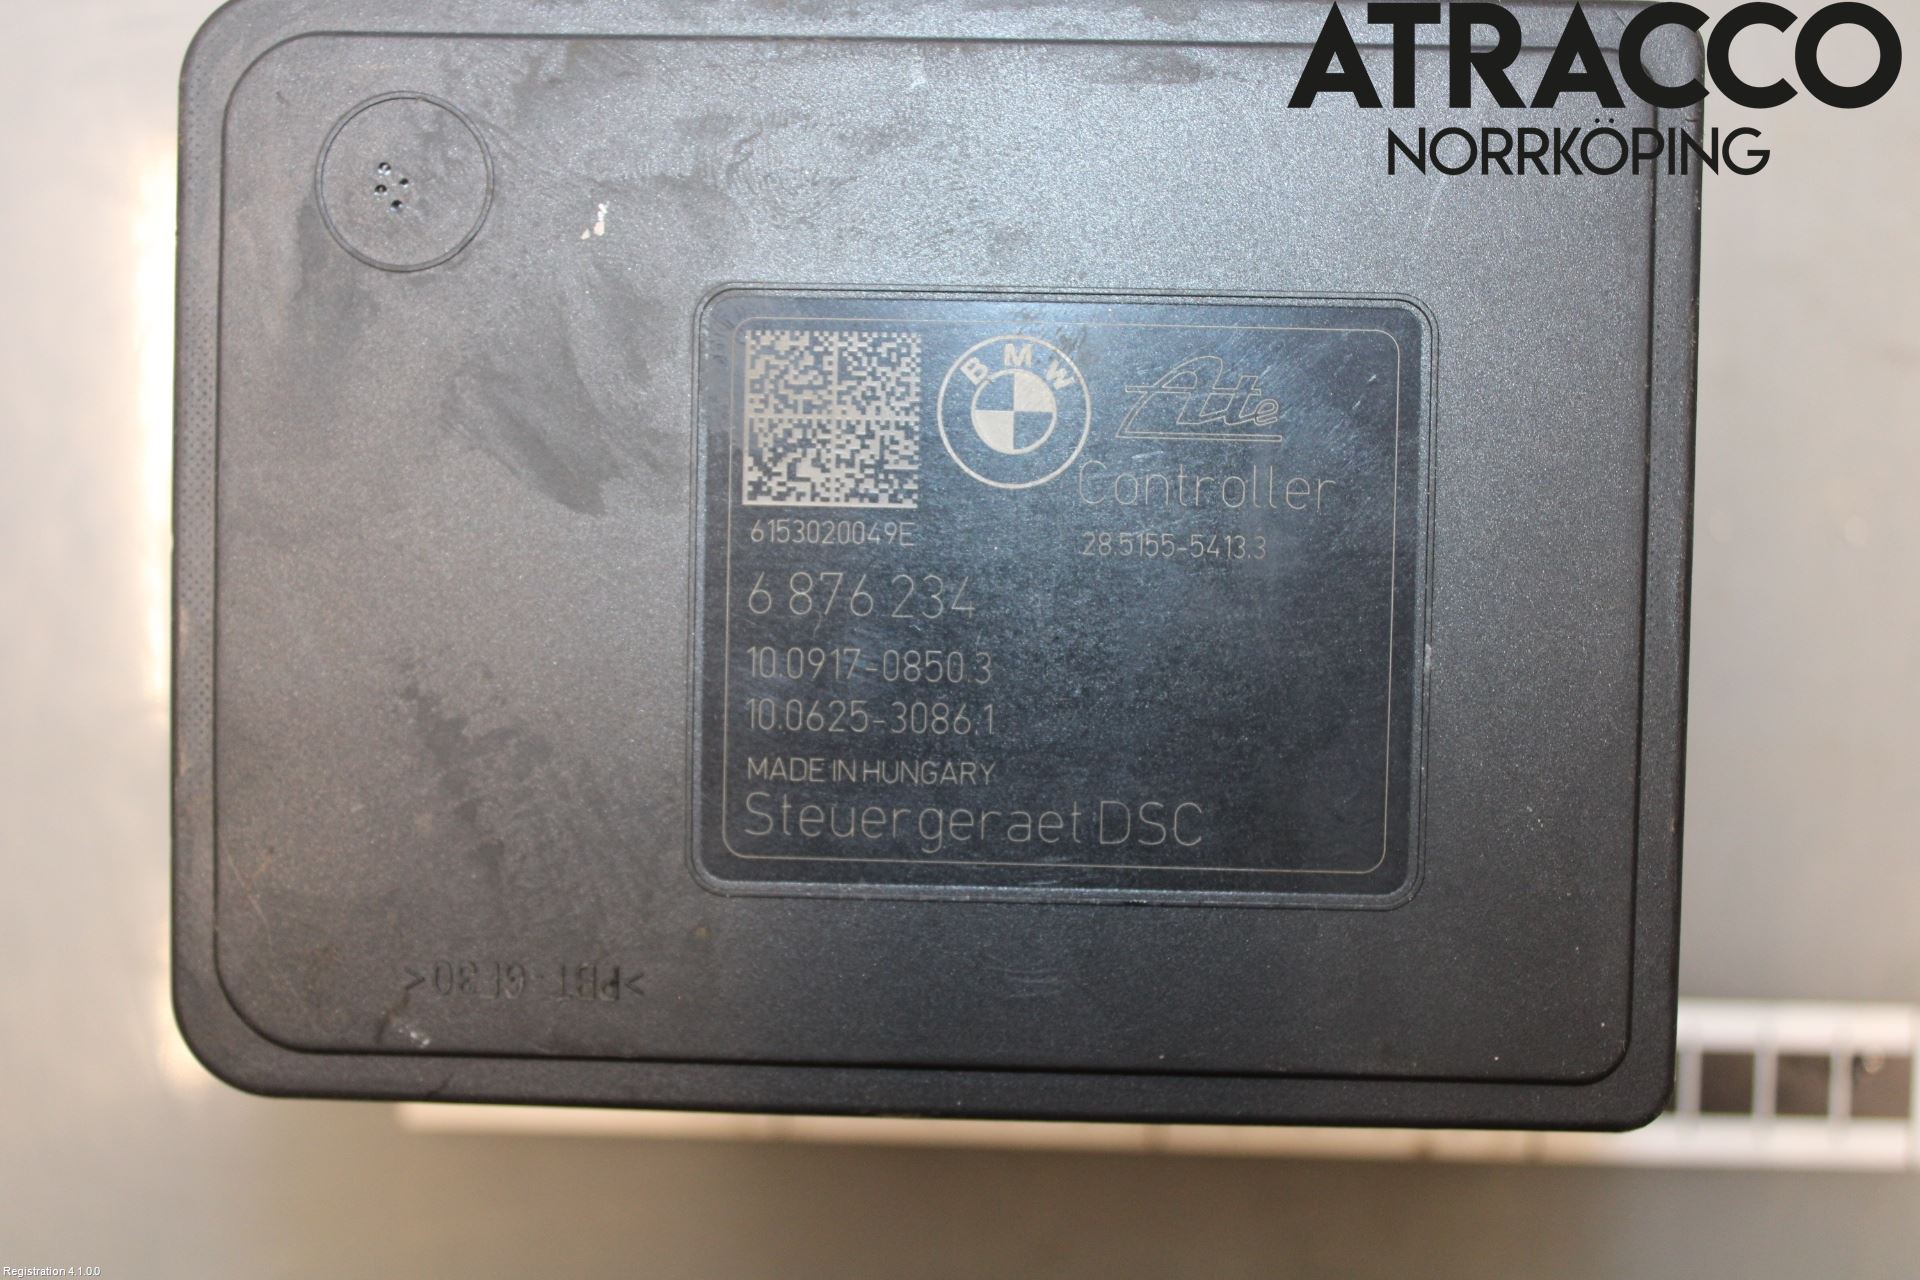 ATRACCO
NORRKÖPING
BMW
Ate
Controller
6153020049E
28.5155-5413.3
6 876 234
10.0917-0850.3
10.0625-3086.1
MADE IN HUNGARY
Steuergeraet DSC
>PBT-GF30<
Registration 4.1.0.0